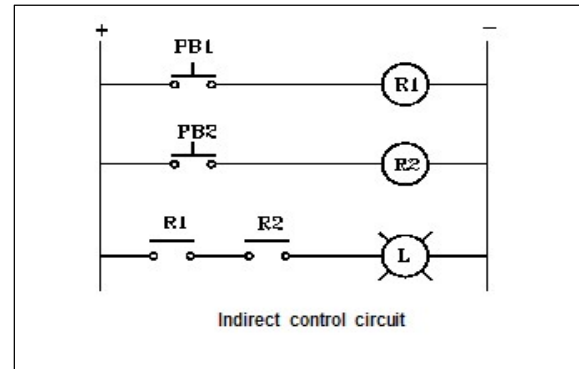 + −
PB1
R1
PB2
R2
R1 R2
L
Indirect control circuit